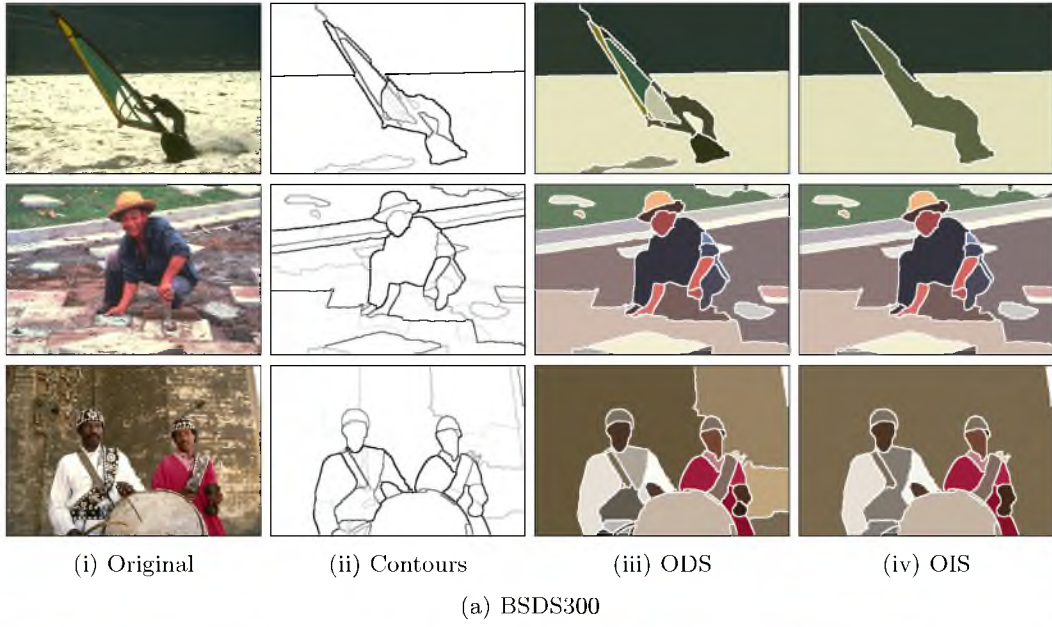 (i) Original
(ii) Contours
(iii) ODS
(iv) OIS
(a) BSDS300